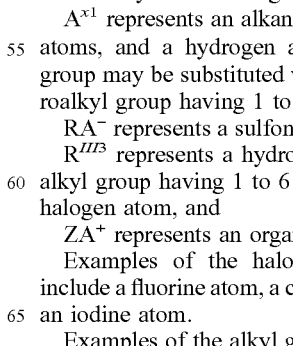 A^x1 represents an alkan
55 atoms, and a hydrogen a
group may be substituted
roalkyl group having 1 to
RA⁻ represents a sulfon
R^III3 represents a hydro
60 alkyl group having 1 to 6
halogen atom, and
ZA⁺ represents an orga
Examples of the halo
include a fluorine atom, a c
65 an iodine atom.
Examples of the alkyl g